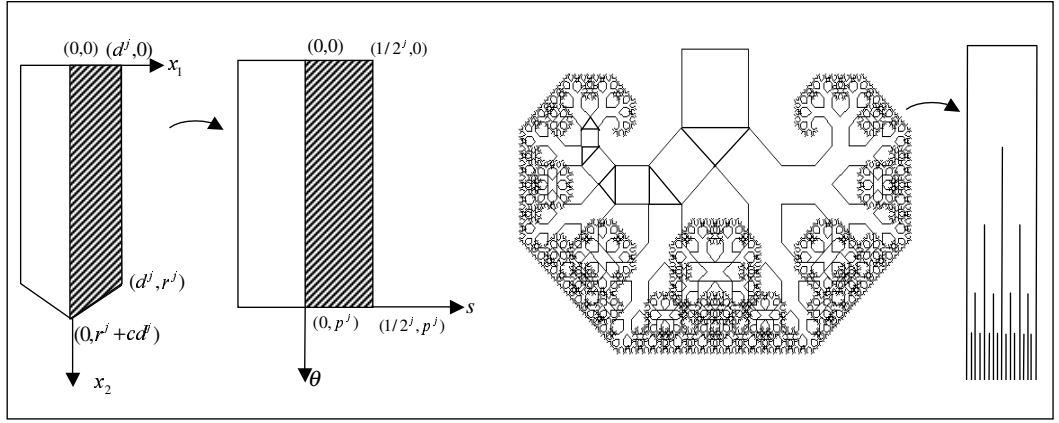 (0,0) (d^j,0)
x_1
(d^j,r^j)
(0,r^j+cd^j)
x_2
(0,0) (1/2^j,0)
s
(0,p^j) (1/2^j,p^j)
θ